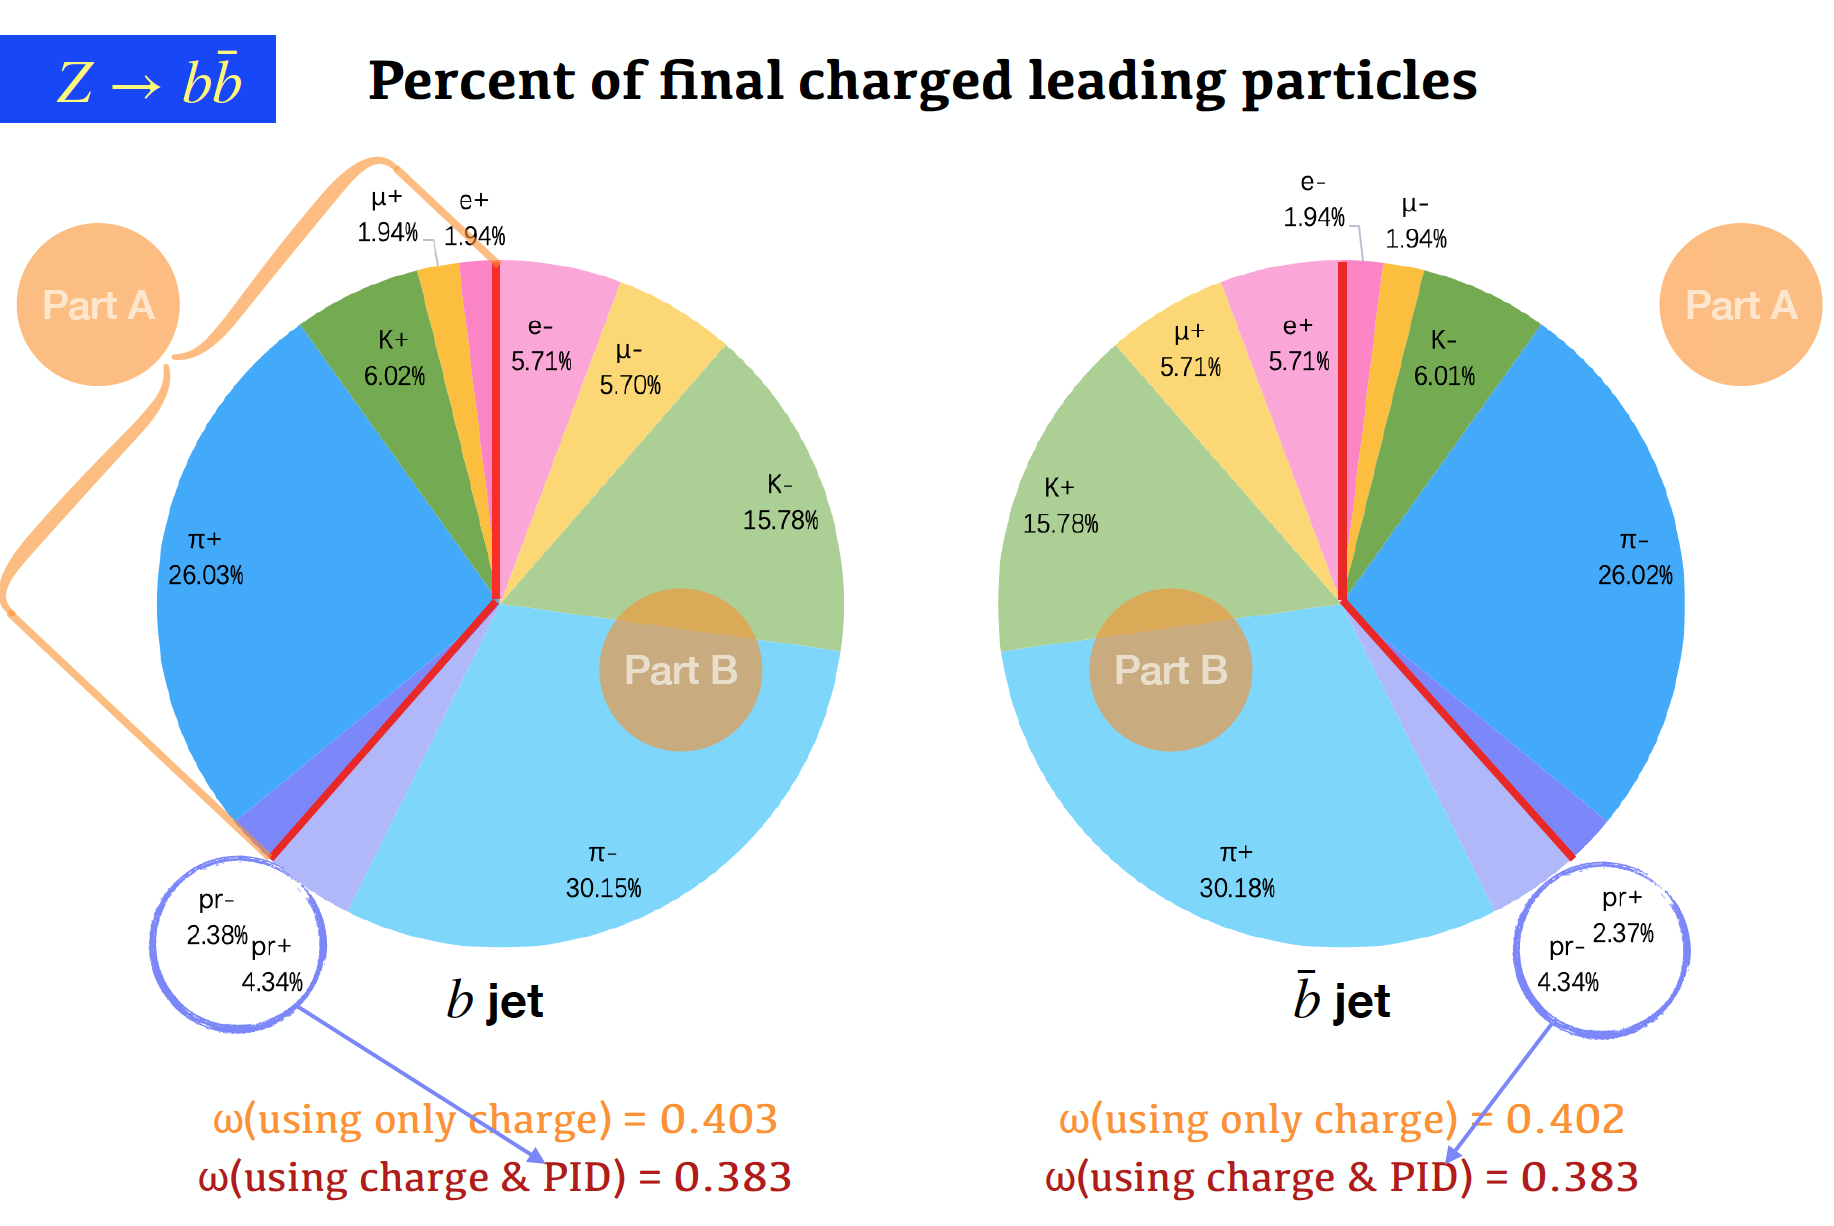 Z → bb̄
Percent of final charged leading particles
Part A
μ+
1.94%
e+
1.94%
K+
6.02%
e-
5.71%
μ-
5.70%
K-
15.78%
π+
26.03%
Part B
π-
30.15%
pr-
2.38%
pr+
4.34%
b jet
ω(using only charge) = 0.403
ω(using charge & PID) = 0.383
e-
1.94%
μ-
1.94%
Part A
μ+
5.71%
e+
5.71%
K-
6.01%
K+
15.78%
π-
26.02%
Part B
π+
30.18%
pr+
2.37%
pr-
4.34%
b̄ jet
ω(using only charge) = 0.402
ω(using charge & PID) = 0.383